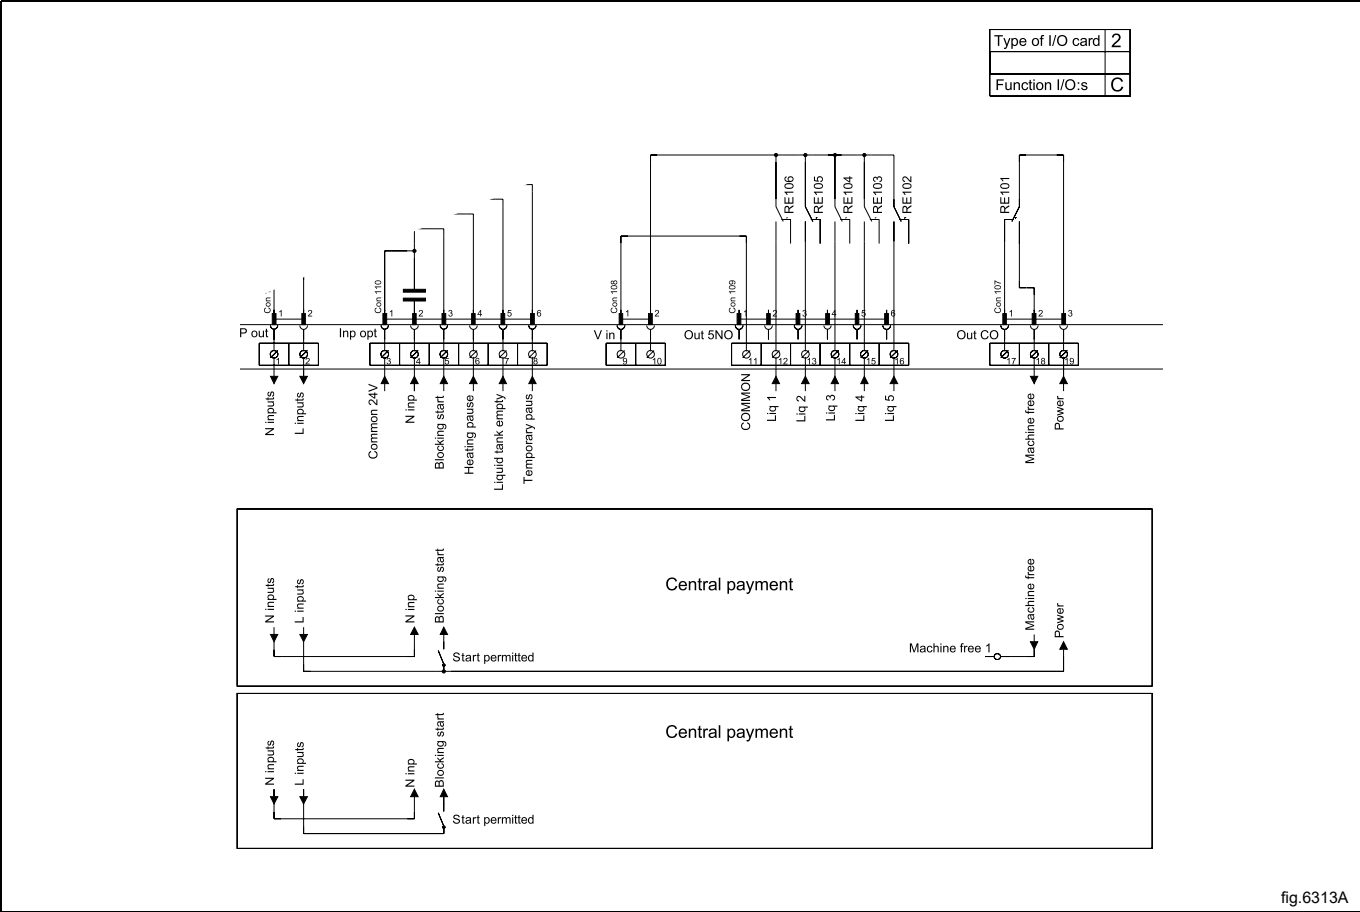 Type of I/O card 2
Function I/O:s C
RE106
RE105
RE104
RE103
RE102
RE101
Con
Con 110
Con 108
Con 109
Con 107
1 2
1 2 3 4 5 6
1 2
1 2 3 4 5 6
1 2 3
P out
Inp opt
V in
Out 5NO
Out CO
1 2
3 4 5 6 7 8
9 10
11 12 13 14 15 16
17 18 19
N inputs
L inputs
Common 24V
N inp
Blocking start
Heating pause
Liquid tank empty
Temporary paus
COMMON
Liq 1
Liq 2
Liq 3
Liq 4
Liq 5
Machine free
Power
Central payment
N inputs
L inputs
N inp
Blocking start
Start permitted
Machine free 1
Machine free
Power
Central payment
N inputs
L inputs
N inp
Blocking start
Start permitted
fig.6313A